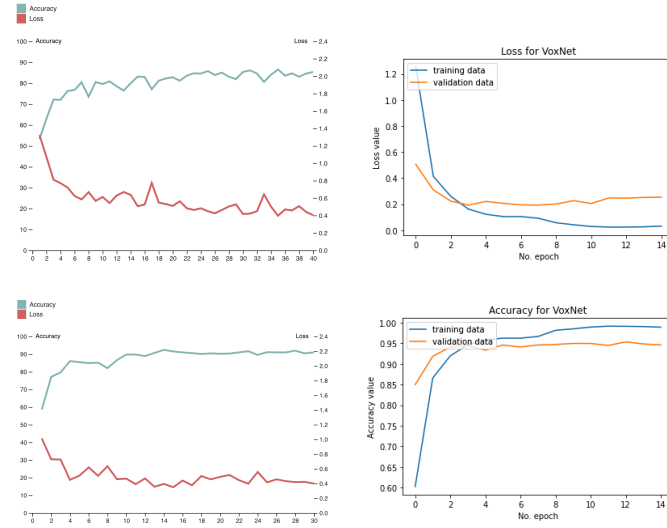 Accuracy
Loss
100 Accuracy Loss 2.4
90 2.2
80 2.0
70 1.8
60 1.6
50 1.4
40 1.2
30 1.0
20 0.8
10 0.6
0 0.4
0.2
0.0
0 2 4 6 8 10 12 14 16 18 20 22 24 26 28 30 32 34 36 38 40
Loss for VoxNet
training data
validation data
Loss value
1.2
1.0
0.8
0.6
0.4
0.2
0.0
0 2 4 6 8 10 12 14
No. epoch
Accuracy
Loss
100 Accuracy Loss 2.4
90 2.2
80 2.0
70 1.8
60 1.6
50 1.4
40 1.2
30 1.0
20 0.8
10 0.6
0 0.4
0.2
0.0
0 2 4 6 8 10 12 14 16 18 20 22 24 26 28 30
Accuracy for VoxNet
training data
validation data
Accuracy value
1.00
0.95
0.90
0.85
0.80
0.75
0.70
0.65
0.60
0 2 4 6 8 10 12 14
No. epoch